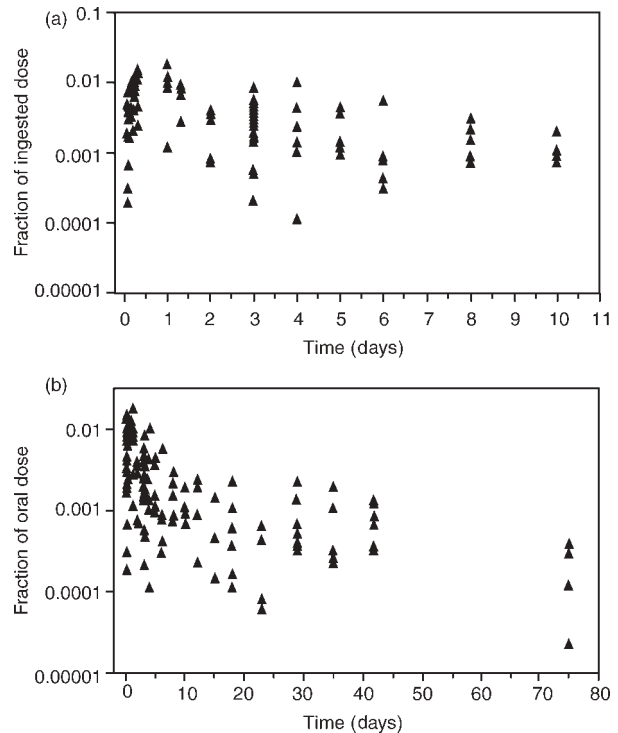 (a)
Fraction of ingested dose
0.1
0.01
0.001
0.0001
0.00001
0 1 2 3 4 5 6 7 8 9 10 11
Time (days)
(b)
Fraction of oral dose
0.01
0.001
0.0001
0.00001
0 10 20 30 40 50 60 70 80
Time (days)